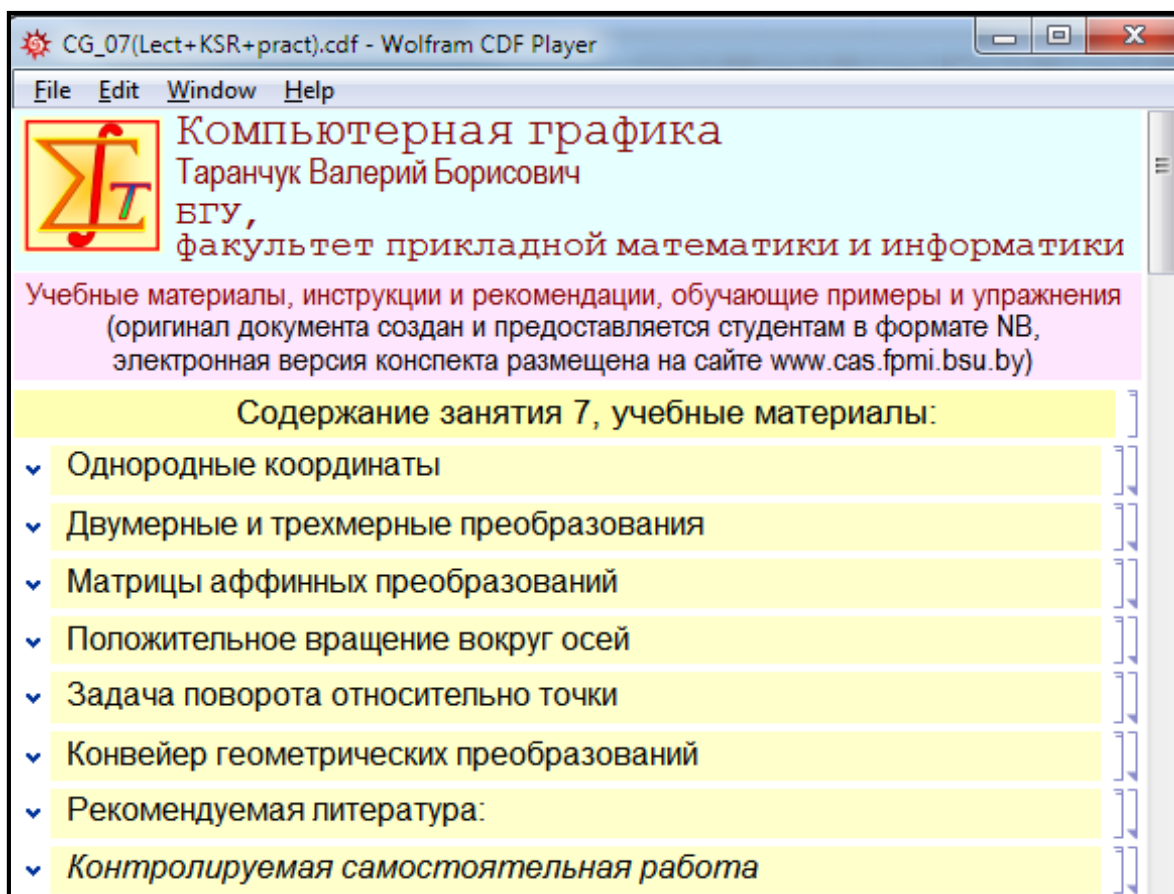 CG_07(Lect+KSR+pract).cdf - Wolfram CDF Player
File Edit Window Help
Компьютерная графика
Таранчук Валерий Борисович
БГУ,
факультет прикладной математики и информатики
Учебные материалы, инструкции и рекомендации, обучающие примеры и упражнения
(оригинал документа создан и предоставляется студентам в формате NB,
электронная версия конспекта размещена на сайте www.cas.fpmi.bsu.by)
Содержание занятия 7, учебные материалы:
Однородные координаты
Двумерные и трехмерные преобразования
Матрицы аффинных преобразований
Положительное вращение вокруг осей
Задача поворота относительно точки
Конвейер геометрических преобразований
Рекомендуемая литература:
Контролируемая самостоятельная работа